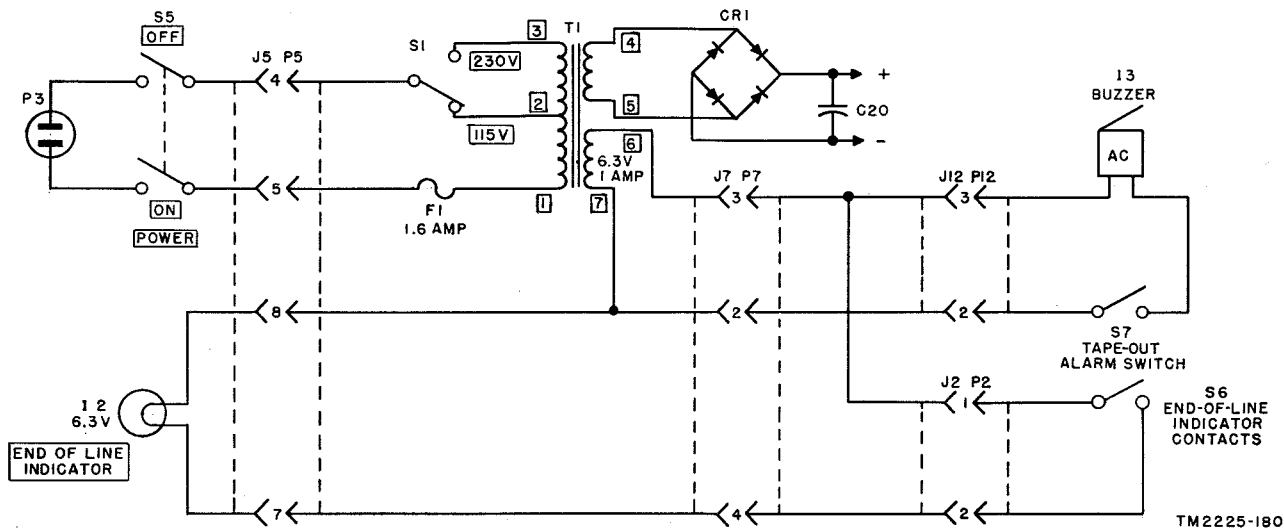 S5
OFF
J5 P5
4
P3
ON
POWER
5
S1
230V
115V
F1
1.6 AMP
T1
3
2
1
4
5
6
6.3V
1 AMP
7
CR1
+
C20
-
I3
BUZZER
AC
J7 P7
3
J12 P12
3
8
2
2
S7
TAPE-OUT
ALARM SWITCH
J2 P2
1
S6
END-OF-LINE
INDICATOR
CONTACTS
I 2
6.3V
END OF LINE
INDICATOR
7
4
2
TM2225-180